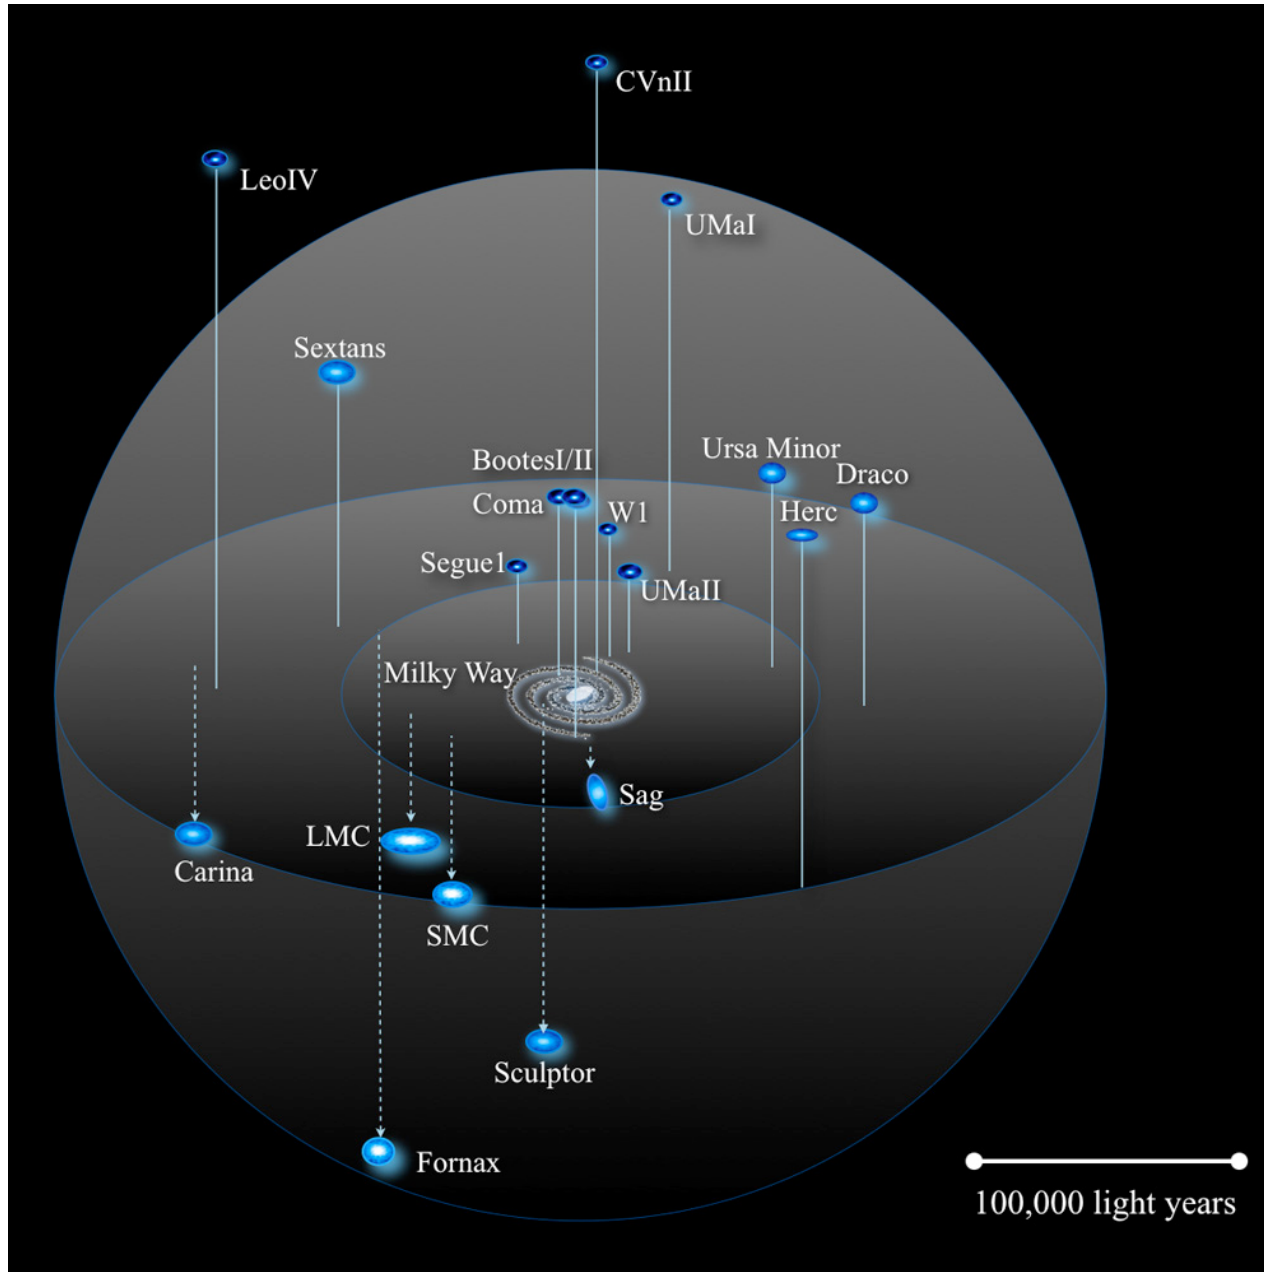 CVnII
LeoIV
UMaI
Sextans
Ursa Minor
BootesI/II
Draco
Coma
W1
Herc
Segue1
UMaII
Milky Way
Sag
LMC
Carina
SMC
Sculptor
Fornax
100,000 light years